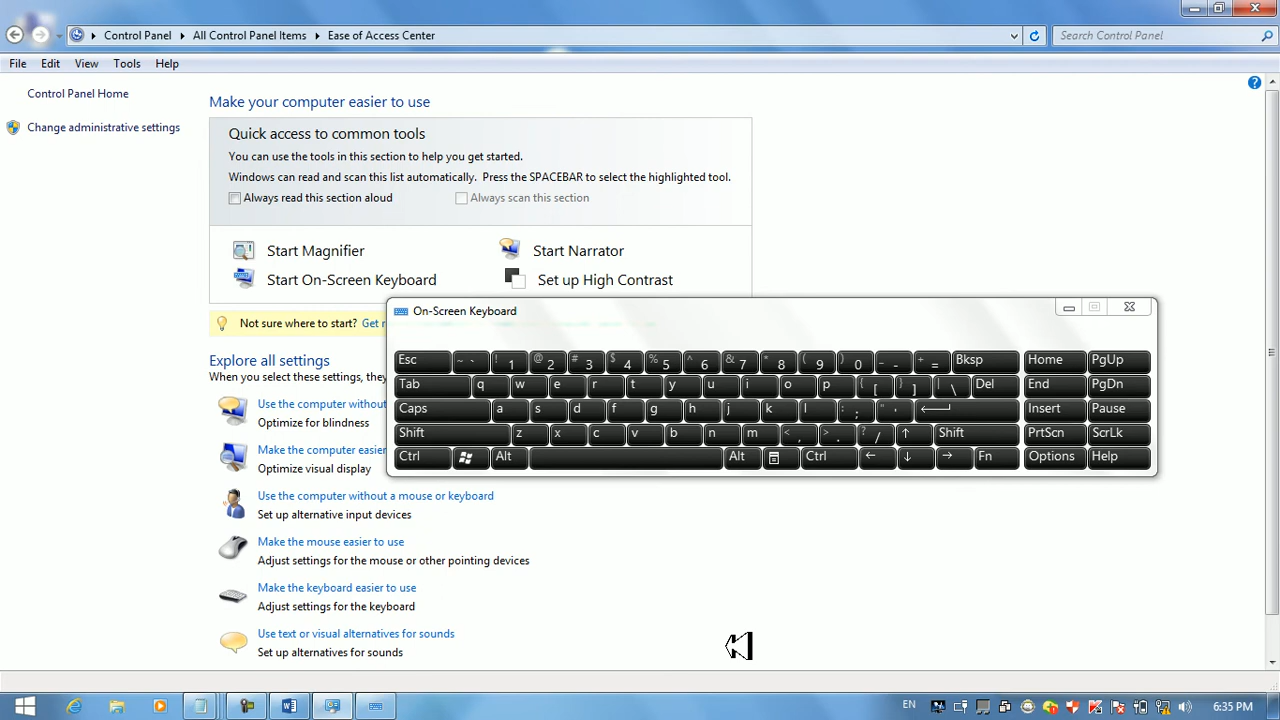 Control Panel All Control Panel Items Ease of Access Center Search Control Panel
File Edit View Tools Help
Control Panel Home
Change administrative settings
Make your computer easier to use
Quick access to common tools
You can use the tools in this section to help you get started.
Windows can read and scan this list automatically. Press the SPACEBAR to select the highlighted tool.
Always read this section aloud Always scan this section
Start Magnifier Start Narrator
Start On-Screen Keyboard Set up High Contrast
Not sure where to start? Get
On-Screen Keyboard
Esc ~ ` ! 1 @ 2 # 3 $ 4 % 5 ^ 6 & 7 * 8 ( 9 ) 0 _ - + = Bksp Home PgUp
Tab q w e r t y u i o p { [ } ] | \ Del End PgDn
Caps a s d f g h j k l : ; " ' Insert Pause
Shift z x c v b n m < , > . ? / ↑ Shift PrtScn ScrLk
Ctrl Alt Alt Ctrl ← ↓ → Fn Options Help
Explore all settings
When you select these settings, they
Use the computer without
Optimize for blindness
Make the computer easier
Optimize visual display
Use the computer without a mouse or keyboard
Set up alternative input devices
Make the mouse easier to use
Adjust settings for the mouse or other pointing devices
Make the keyboard easier to use
Adjust settings for the keyboard
Use text or visual alternatives for sounds
Set up alternatives for sounds
EN 6:35 PM